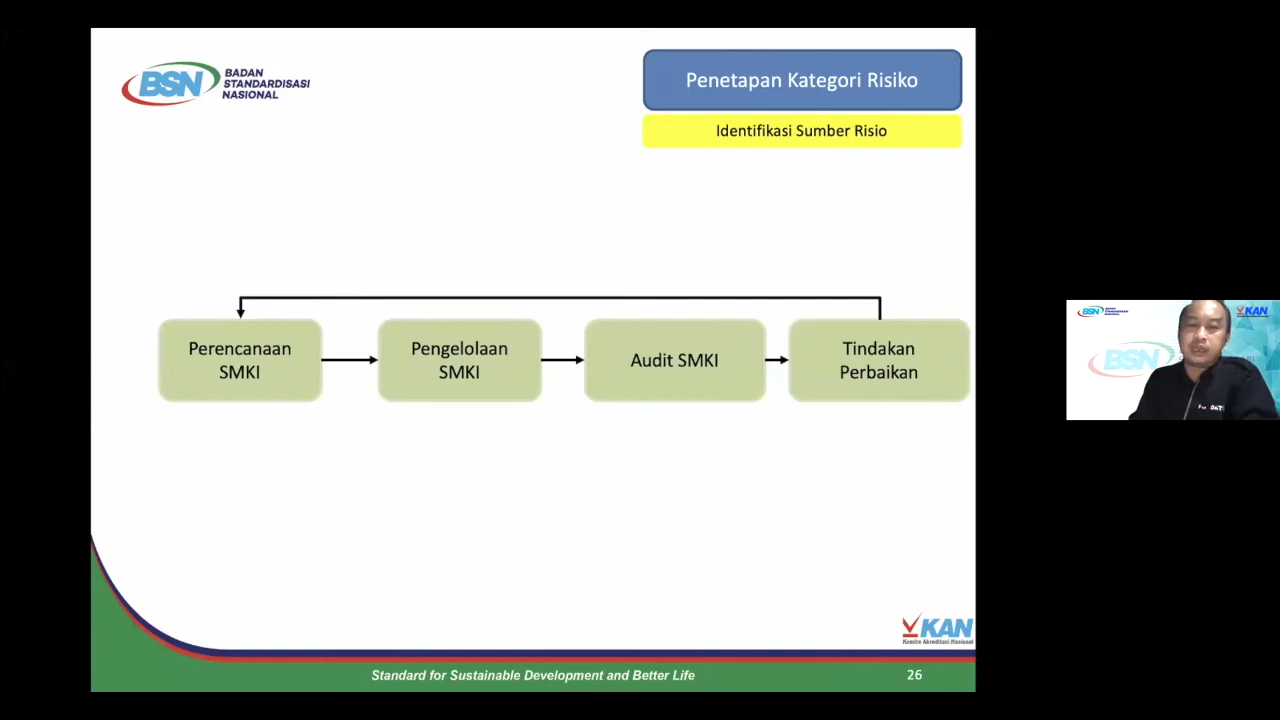 BSN
BADAN
STANDARDISASI
NASIONAL
Penetapan Kategori Risiko
Identifikasi Sumber Risio
Perencanaan
SMKI
Pengelolaan
SMKI
Audit SMKI
Tindakan
Perbaikan
BSN
KAN
BSN
KAN
Komite Akreditasi Nasional
Standard for Sustainable Development and Better Life
26